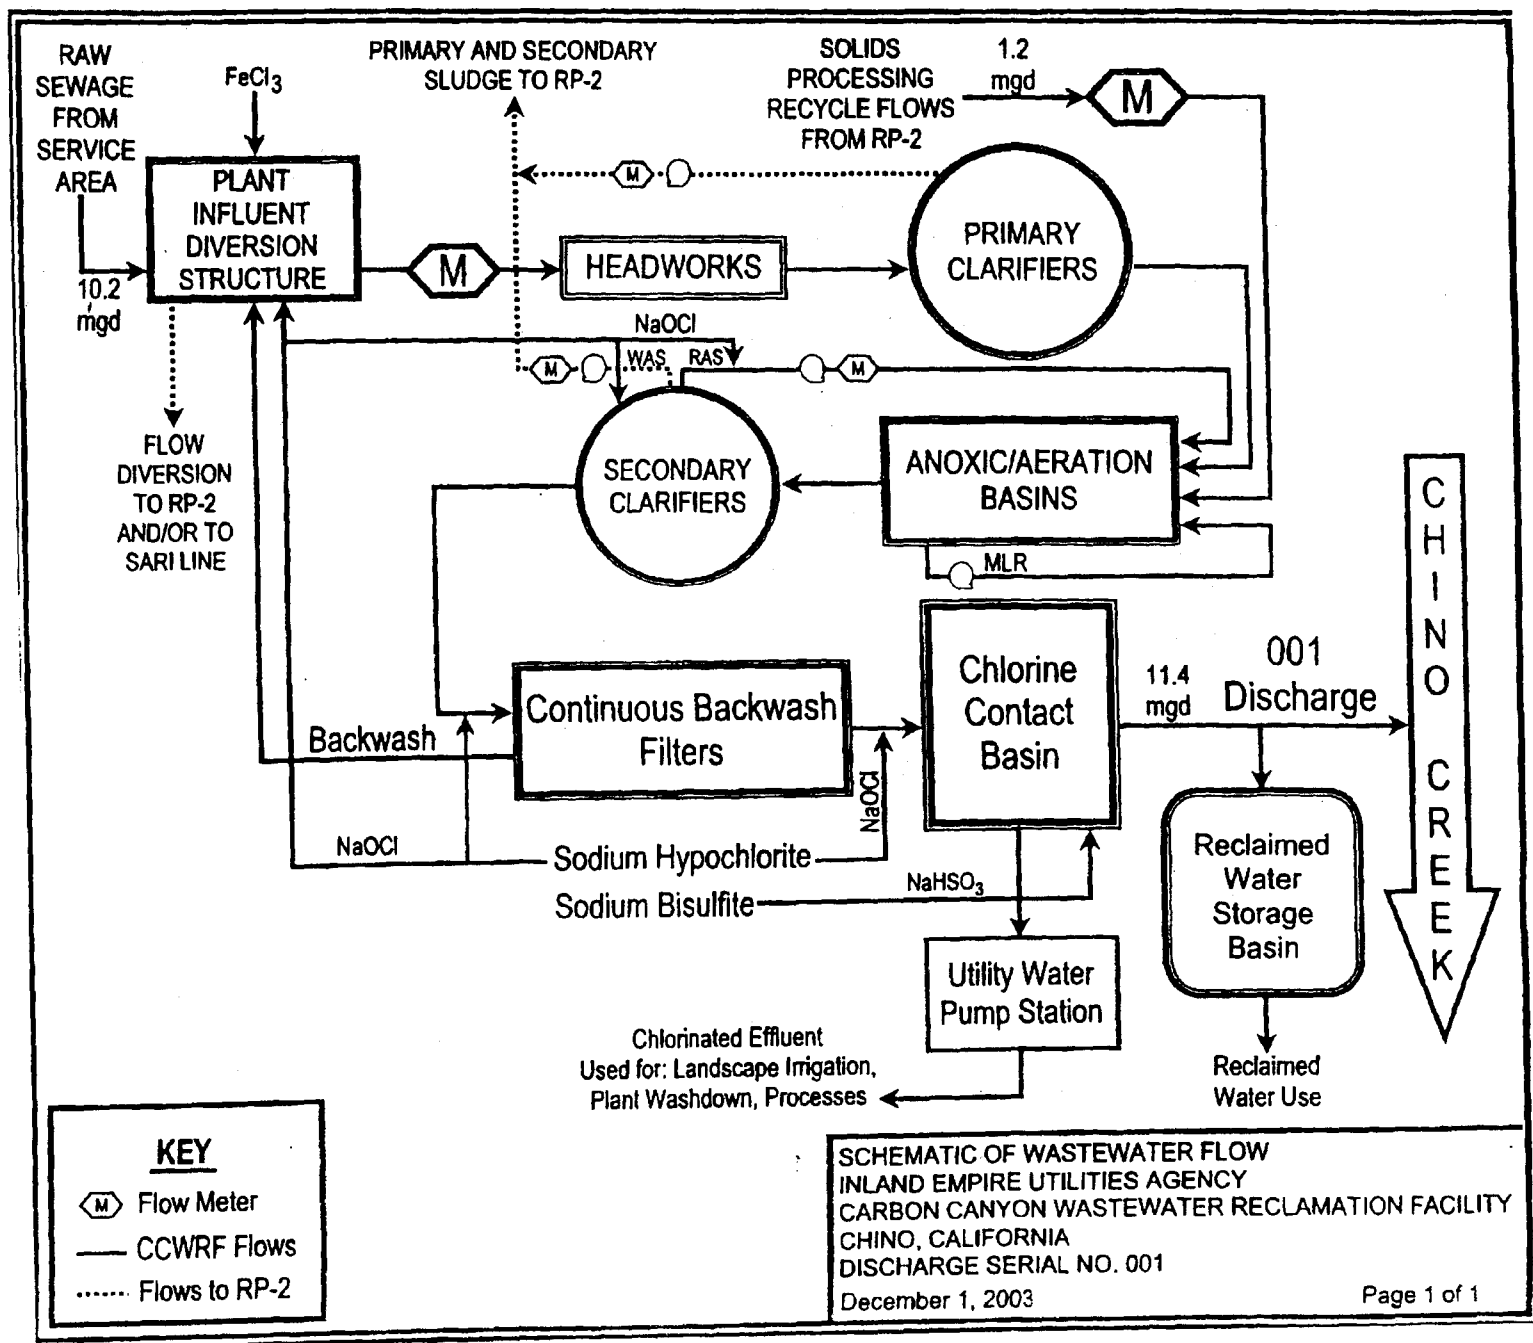 RAW
SEWAGE
FROM
SERVICE
AREA
10.2
mgd
FeCl3
PLANT
INFLUENT
DIVERSION
STRUCTURE
FLOW
DIVERSION
TO RP-2
AND/OR TO
SARI LINE
PRIMARY AND SECONDARY
SLUDGE TO RP-2
SOLIDS
PROCESSING
RECYCLE FLOWS
FROM RP-2
1.2
mgd
M
M
M
HEADWORKS
PRIMARY
CLARIFIERS
NaOCl
WAS
RAS
M
M
SECONDARY
CLARIFIERS
ANOXIC/AERATION
BASINS
MLR
Continuous Backwash
Filters
Backwash
NaOCl
NaOCl
Sodium Hypochlorite
Sodium Bisulfite
NaHSO3
Chlorine
Contact
Basin
11.4
mgd
001
Discharge
CHINO CREEK
Reclaimed
Water
Storage
Basin
Reclaimed
Water Use
Utility Water
Pump Station
Chlorinated Effluent
Used for: Landscape Irrigation,
Plant Washdown, Processes
KEY
M Flow Meter
CCWRF Flows
Flows to RP-2
SCHEMATIC OF WASTEWATER FLOW
INLAND EMPIRE UTILITIES AGENCY
CARBON CANYON WASTEWATER RECLAMATION FACILITY
CHINO, CALIFORNIA
DISCHARGE SERIAL NO. 001
December 1, 2003
Page 1 of 1